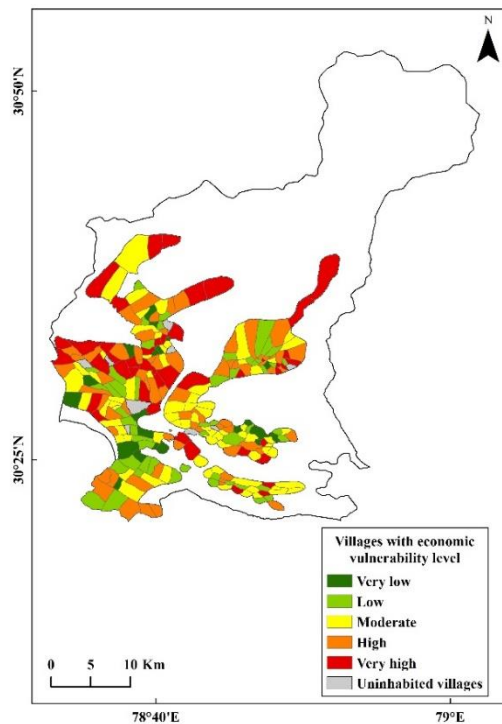 N
30°50'N
30°25'N
Villages with economic
vulnerability level
Very low
Low
Moderate
High
Very high
Uninhabited villages
0 5 10 Km
78°40'E 79°E